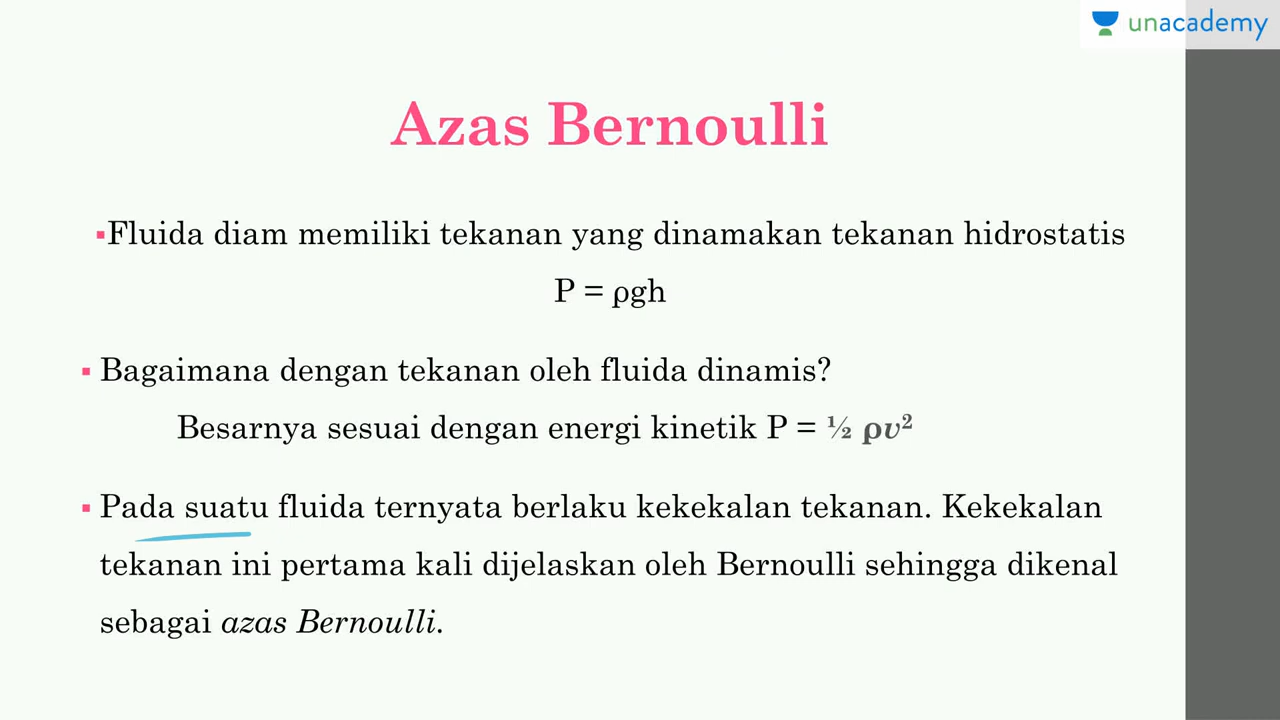 unacademy
Azas Bernoulli
▪Fluida diam memiliki tekanan yang dinamakan tekanan hidrostatis
P = ρgh
▪ Bagaimana dengan tekanan oleh fluida dinamis?
Besarnya sesuai dengan energi kinetik P = ½ ρv²
▪ Pada suatu fluida ternyata berlaku kekekalan tekanan. Kekekalan
tekanan ini pertama kali dijelaskan oleh Bernoulli sehingga dikenal
sebagai azas Bernoulli.